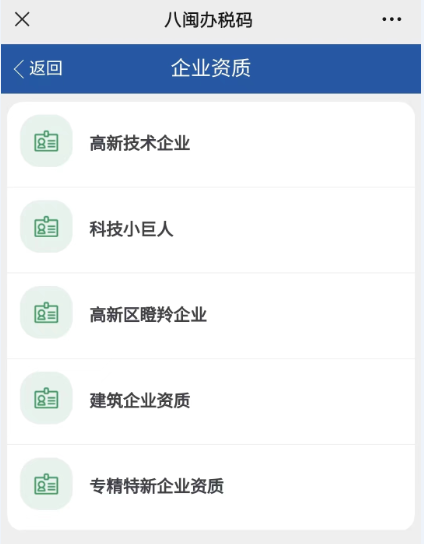 八闽办税码
返回 企业资质
高新技术企业
科技小巨人
高新区瞪羚企业
建筑企业资质
专精特新企业资质